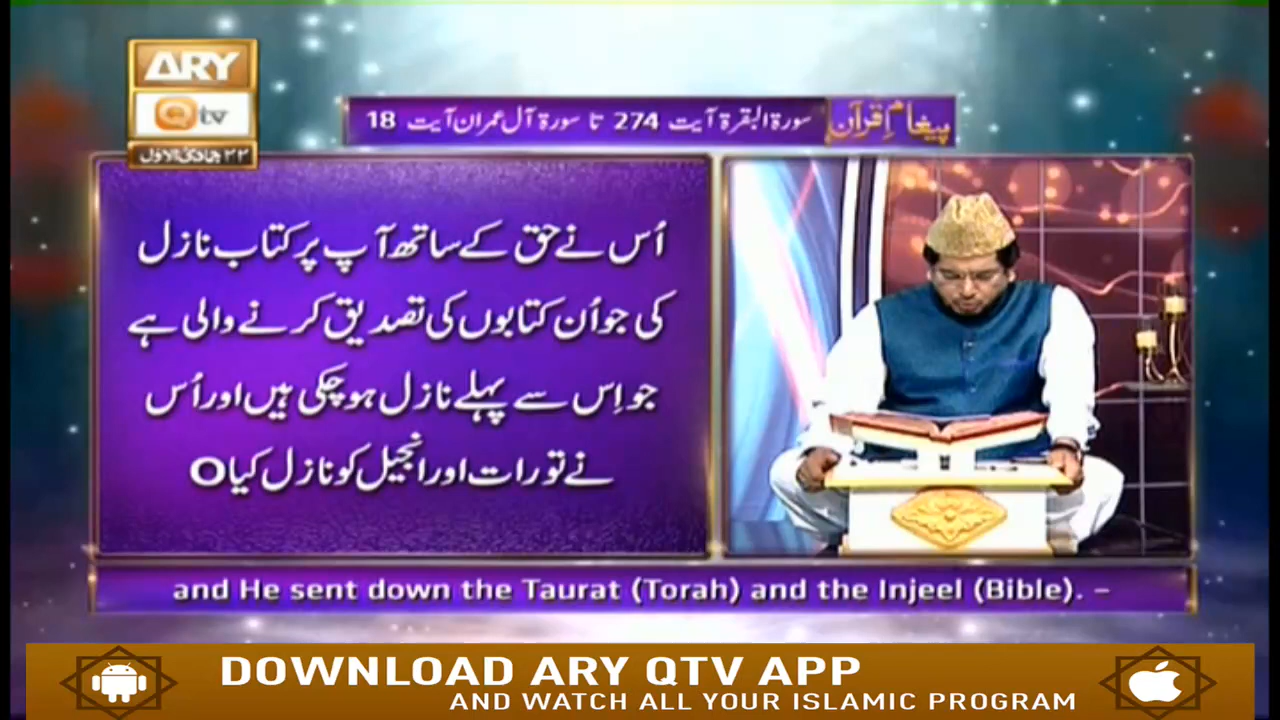 ARY
Qtv
۲۲ جمادی الاوّل
پیغامِ قرآن
سورۃ البقرۃ آیت 274 تا سورۃ آل عمران آیت 18
اُس نے حق کے ساتھ آپ پر کتاب نازل
کی جو اُن کتابوں کی تصدیق کرنے والی ہے
جو اِس سے پہلے نازل ہو چکی ہیں اور اُس
نے تورات اور انجیل کو نازل کیا O
and He sent down the Taurat (Torah) and the Injeel (Bible). –
DOWNLOAD ARY QTV APP
AND WATCH ALL YOUR ISLAMIC PROGRAM